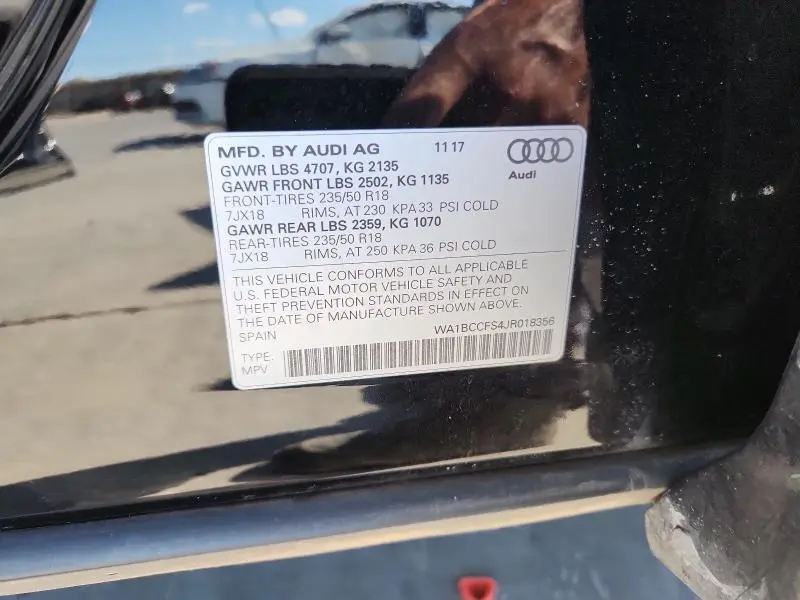 MFD. BY AUDI AG 11 17
GVWR LBS 4707, KG 2135
GAWR FRONT LBS 2502, KG 1135
FRONT-TIRES 235/50 R18
7JX18 RIMS, AT 230 KPA 33 PSI COLD
GAWR REAR LBS 2359, KG 1070
REAR-TIRES 235/50 R18
7JX18 RIMS, AT 250 KPA 36 PSI COLD
Audi
THIS VEHICLE CONFORMS TO ALL APPLICABLE
U.S. FEDERAL MOTOR VEHICLE SAFETY AND
THEFT PREVENTION STANDARDS IN EFFECT ON
THE DATE OF MANUFACTURE SHOWN ABOVE.
SPAIN WA1BCCFS4JR018356
TYPE:
MPV